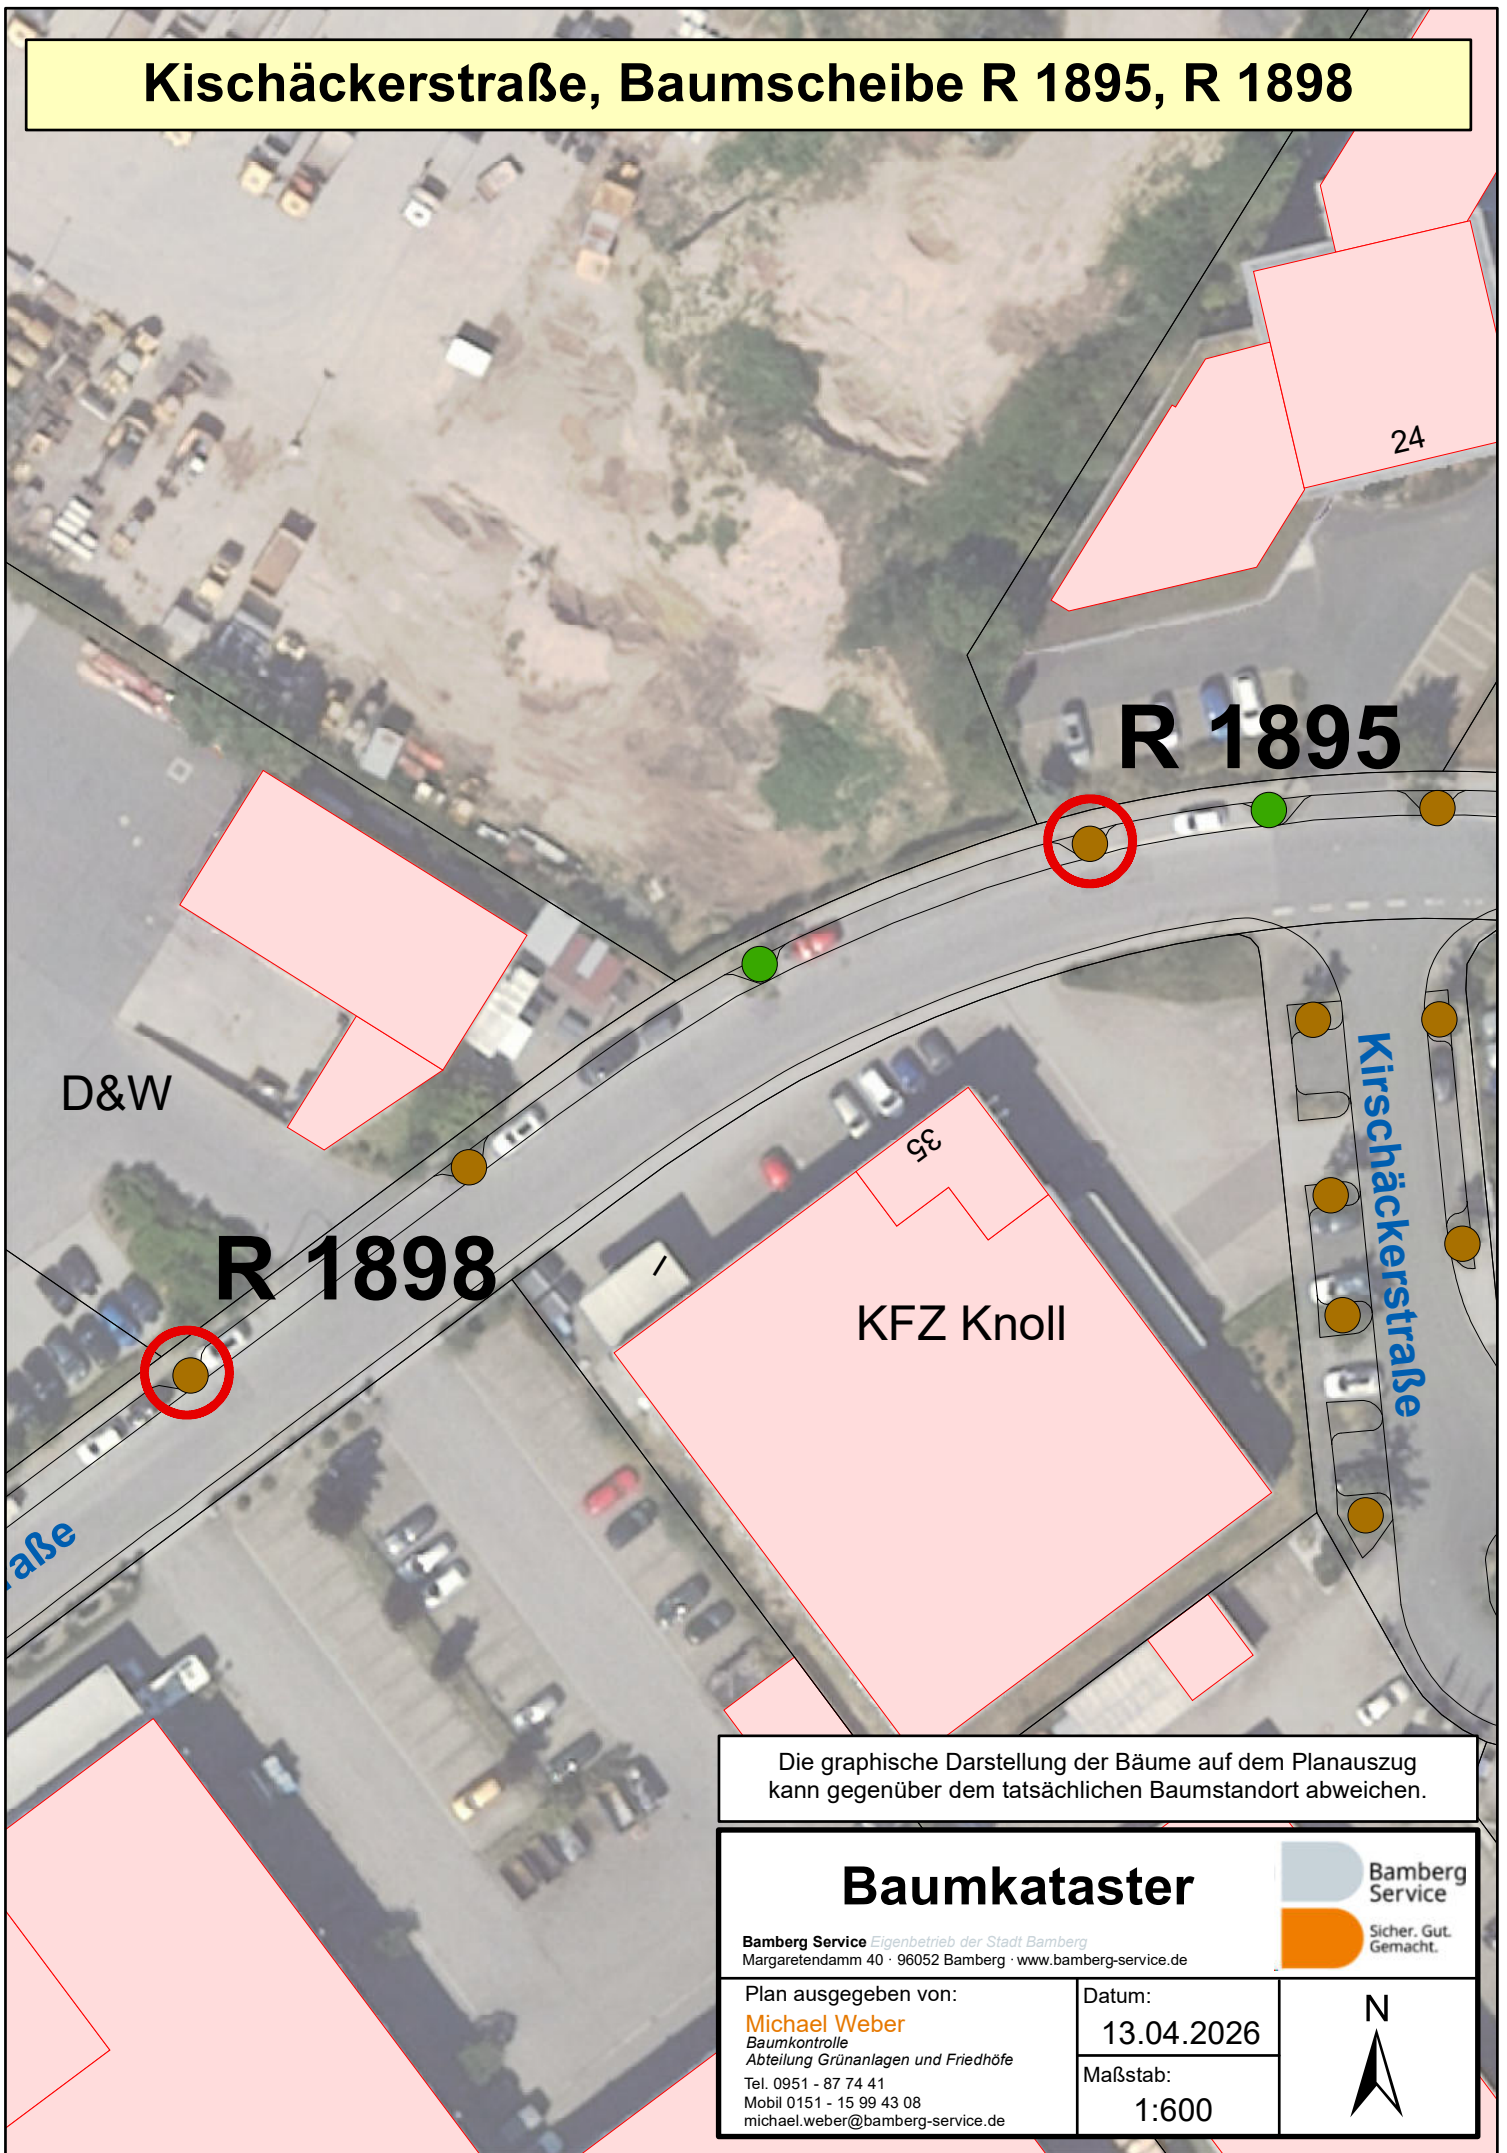 Kischäckerstraße, Baumscheibe R 1895, R 1898
24
R 1895
D&W
35
Kirschäckerstraße
R 1898
KFZ Knoll
raße
Die graphische Darstellung der Bäume auf dem Planauszug
kann gegenüber dem tatsächlichen Baumstandort abweichen.
Baumkataster
Bamberg
Service
Sicher. Gut.
Gemacht.
Bamberg Service Eigenbetrieb der Stadt Bamberg
Margaretendamm 40 · 96052 Bamberg · www.bamberg-service.de
Plan ausgegeben von:
Michael Weber
Baumkontrolle
Abteilung Grünanlagen und Friedhöfe
Tel. 0951 - 87 74 41
Mobil 0151 - 15 99 43 08
michael.weber@bamberg-service.de
Datum:
13.04.2026
Maßstab:
1:600
N